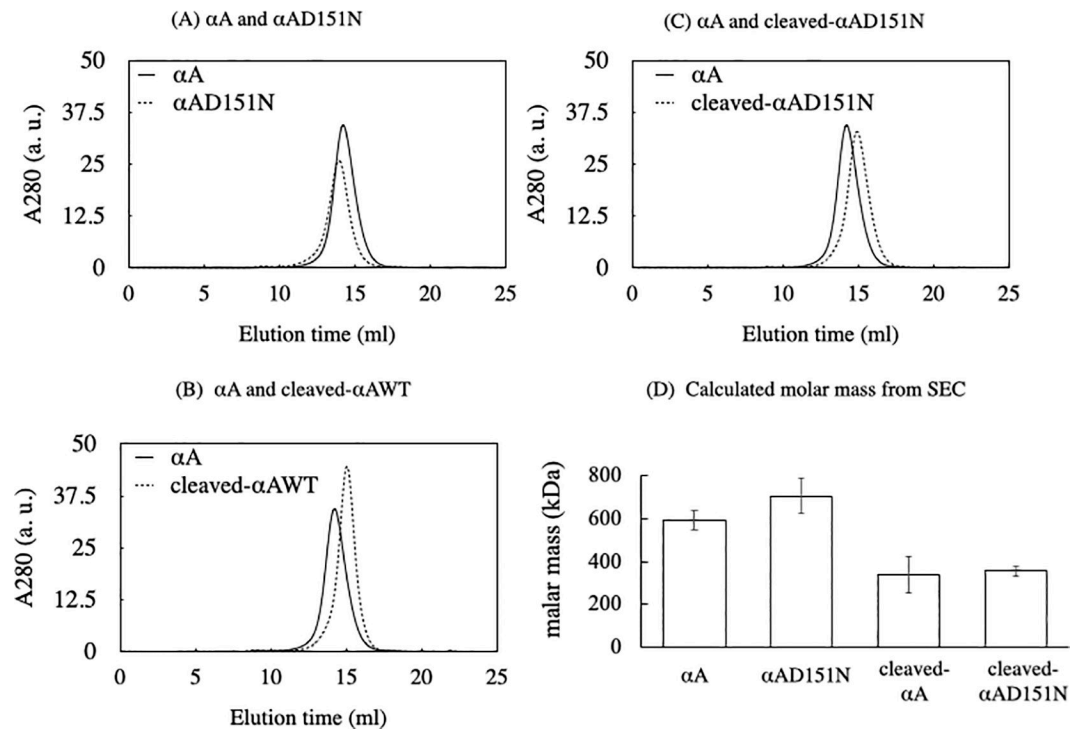 (A) αA and αAD151N
50
37.5
25
12.5
0
A280 (a. u.)
αA
αAD151N
0 5 10 15 20 25
Elution time (ml)
(C) αA and cleaved-αAD151N
50
37.5
25
12.5
0
A280 (a. u.)
αA
cleaved-αAD151N
0 5 10 15 20 25
Elution time (ml)
(B) αA and cleaved-αAWT
50
37.5
25
12.5
0
A280 (a. u.)
αA
cleaved-αAWT
0 5 10 15 20 25
Elution time (ml)
(D) Calculated molar mass from SEC
800
600
400
200
0
malar mass (kDa)
αA αAD151N cleaved- cleaved-
αA αAD151N